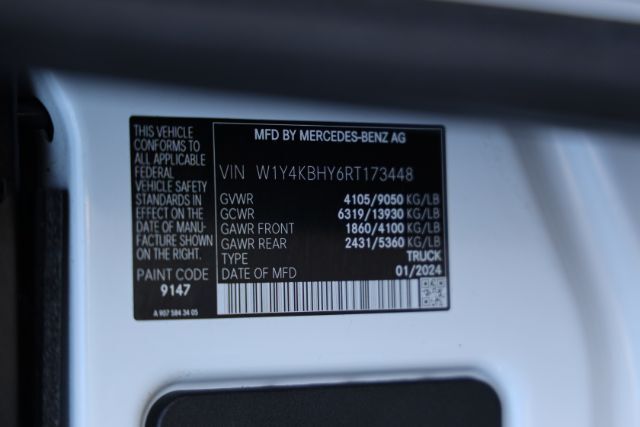 THIS VEHICLE
CONFORMS TO
ALL APPLICABLE
FEDERAL
VEHICLE SAFETY
STANDARDS IN
EFFECT ON THE
DATE OF MANU-
FACTURE SHOWN
ON THE RIGHT.
PAINT CODE
9147
A 907 584 34 05
MFD BY MERCEDES-BENZ AG
VIN W1Y4KBHY6RT173448
GVWR 4105/9050 KG/LB
GCWR 6319/13930 KG/LB
GAWR FRONT 1860/4100 KG/LB
GAWR REAR 2431/5360 KG/LB
TYPE TRUCK
DATE OF MFD 01/2024